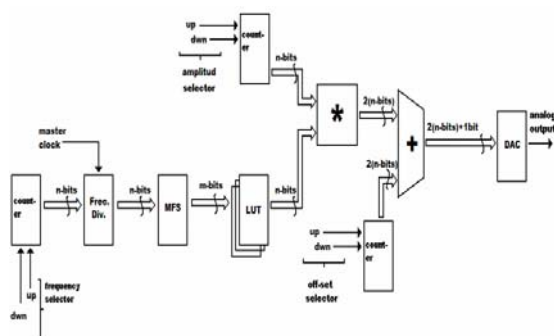 up
dwn
count-
er
amplitud
selector
n-bits
*
2(n-bits)
+
2(n-bits)+1bit
DAC
analog
output
master
clock
2(n-bits)
count-
er
n-bits
Frec.
Div.
n-bits
MFS
m-bits
LUT
n-bits
up
dwn
count-
er
off-set
selector
dwn
up
frequency
selector